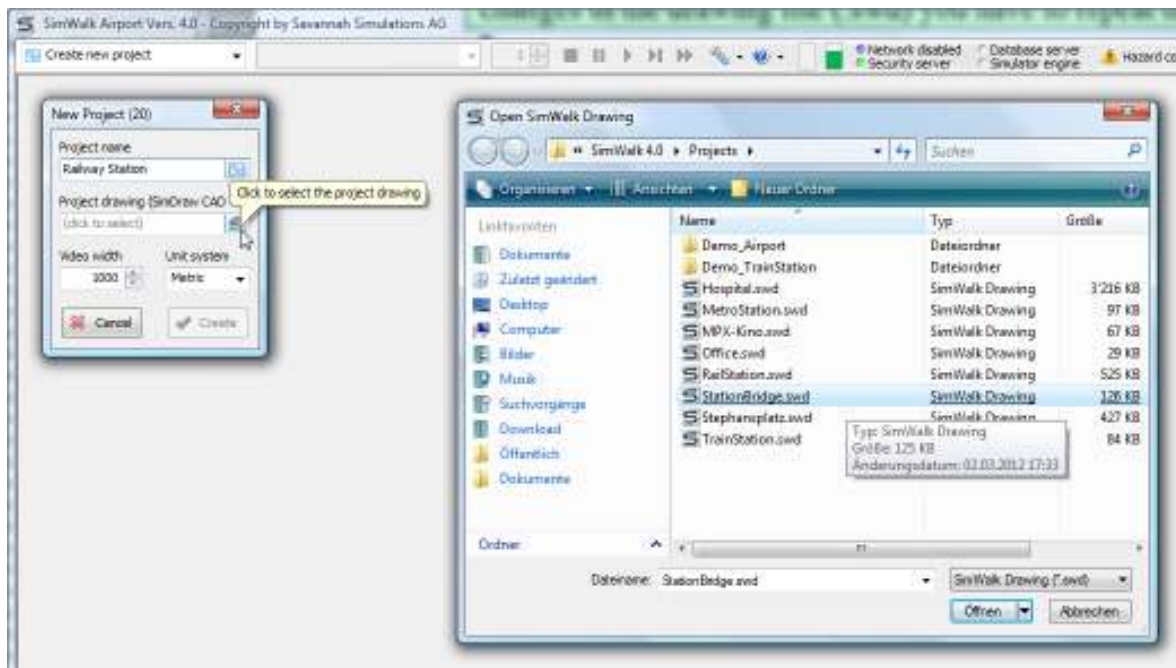 SimWalk Airport Vers. 4.0 - Copyright by Savannah Simulations AG
Create new project
Network disabled
Security server
Database server
Simulator engine
Hazard co
New Project (20)
Project name
Railway Station
Click to select the project drawing
Project drawing (SimDraw CAD
(click to select)
Video width
Unit system
1000
Metric
Cancel
Create
Open SimWalk Drawing
« SimWalk 4.0 ▸ Projects ▸
Suchen
Organisieren
Ansichten
Neuer Ordner
Linkfavoriten
Dokumente
Zuletzt geändert
Desktop
Computer
Bilder
Musik
Suchvorgänge
Download
Öffentlich
Dokumente
Ordner
Name Typ Größe
Demo_Airport Dateiordner
Demo_TrainStation Dateiordner
Hospital.swd SimWalk Drawing 3'216 KB
MetroStation.swd SimWalk Drawing 97 KB
MPX-Kino.swd SimWalk Drawing 67 KB
Office.swd SimWalk Drawing 29 KB
RailStation.swd SimWalk Drawing 525 KB
StationBridge.swd SimWalk Drawing 126 KB
Stephansplatz.swd SimWalk Drawing 427 KB
TrainStation.swd 84 KB
Typ: SimWalk Drawing
Größe: 125 KB
Änderungsdatum: 02.03.2012 17:33
Dateiname: StationBridge.swd
SimWalk Drawing (*.swd)
Öffnen
Abbrechen